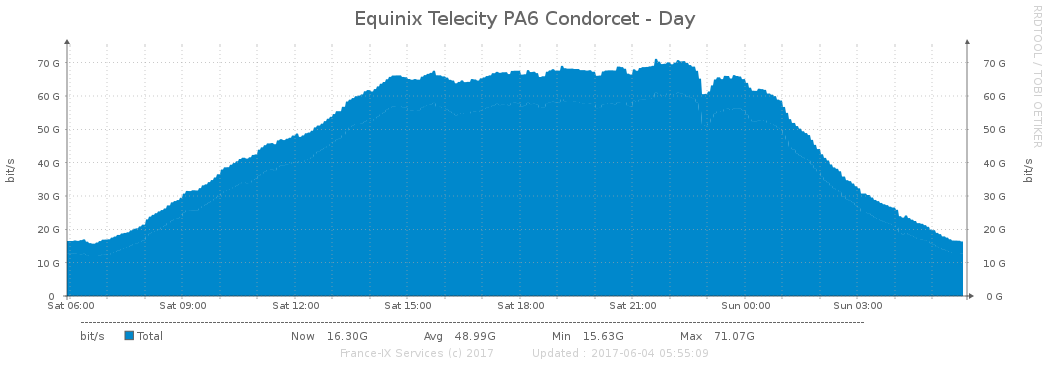 Equinix Telecity PA6 Condorcet - Day
RRDTOOL / TOBI OETIKER
bit/s
70 G 70 G
60 G 60 G
50 G 50 G
40 G 40 G
30 G 30 G
20 G 20 G
10 G 10 G
0 0 G
bit/s
Sat 06:00 Sat 09:00 Sat 12:00 Sat 15:00 Sat 18:00 Sat 21:00 Sun 00:00 Sun 03:00
bit/s Total Now 16.30G Avg 48.99G Min 15.63G Max 71.07G
France-IX Services (c) 2017 Updated : 2017-06-04 05:55:09